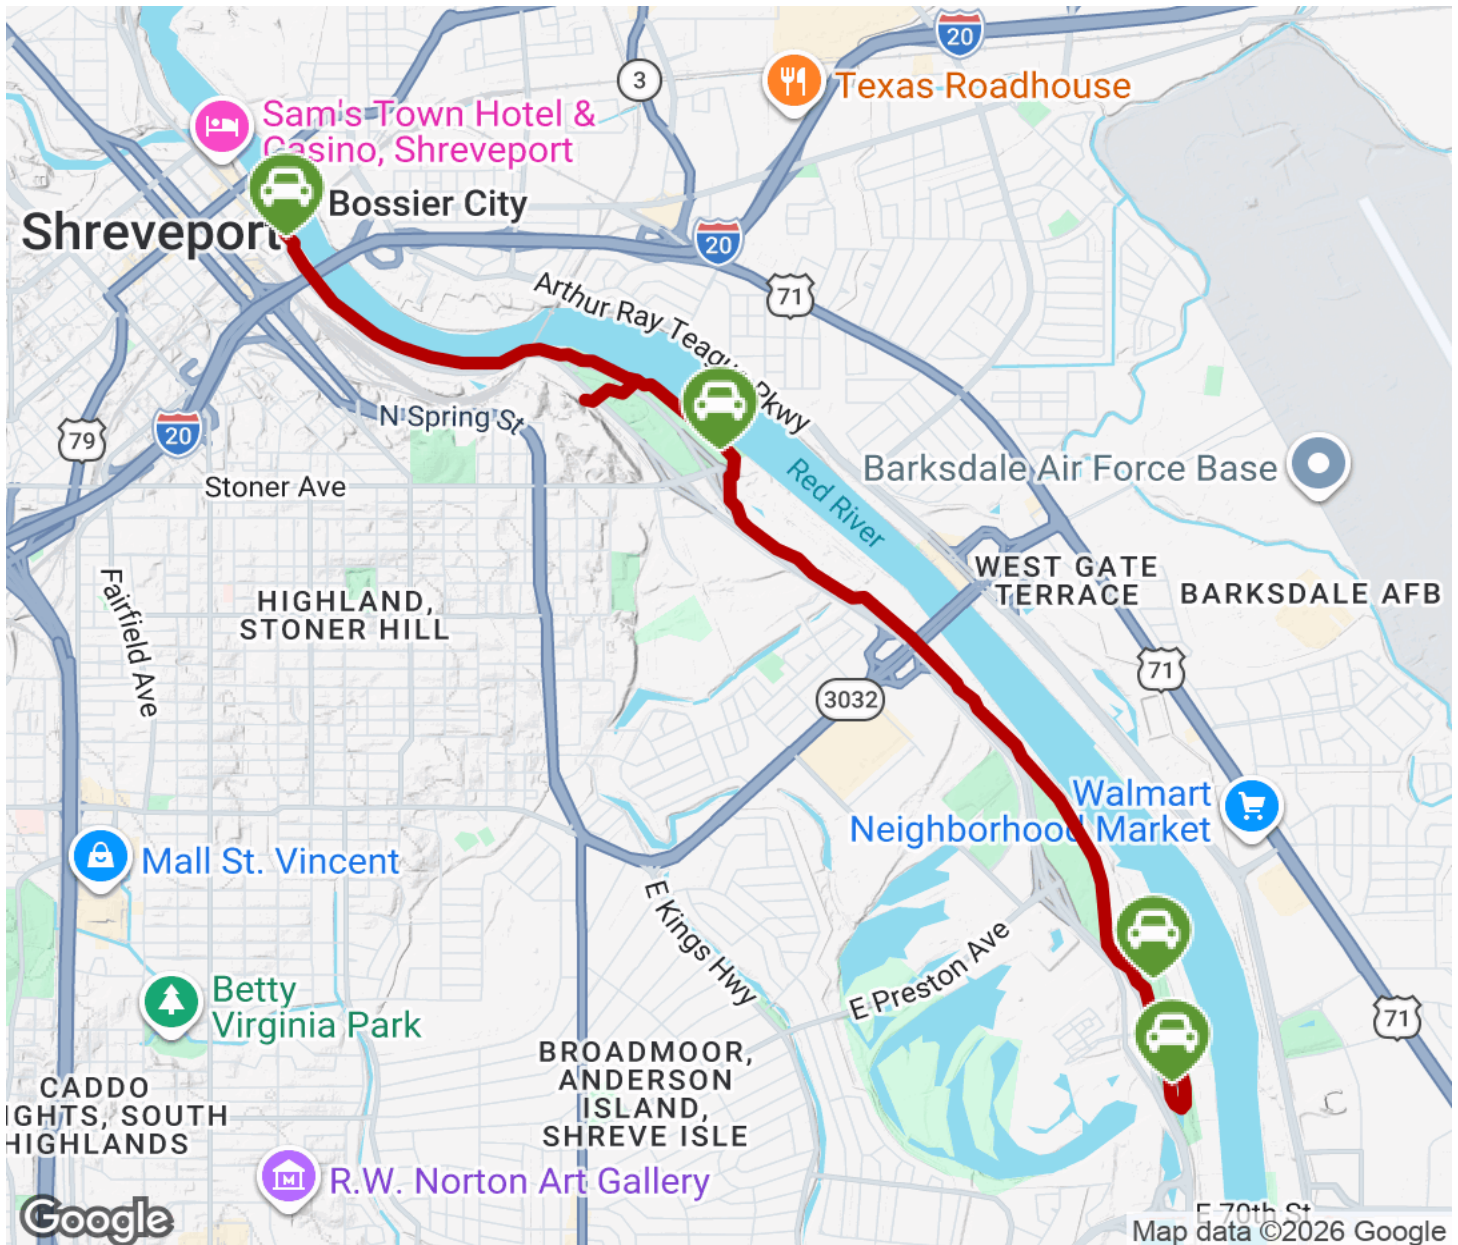 20
3
Texas Roadhouse
Sam's Town Hotel &
Casino, Shreveport
Bossier City
Shreveport
20
71
Arthur Ray Teague Pkwy
79
20
N Spring St
Stoner Ave
Red River
Barksdale Air Force Base
WEST GATE
TERRACE
BARKSDALE AFB
Fairfield Ave
HIGHLAND,
STONER HILL
71
3032
Walmart
Neighborhood Market
Mall St. Vincent
E Kings Hwy
E Preston Ave
Betty
Virginia Park
71
BROADMOOR,
ANDERSON
ISLAND,
SHREVE ISLE
CADDO
IGHTS, SOUTH
HIGHLANDS
R.W. Norton Art Gallery
E 70th St
Google
Map data ©2026 Google